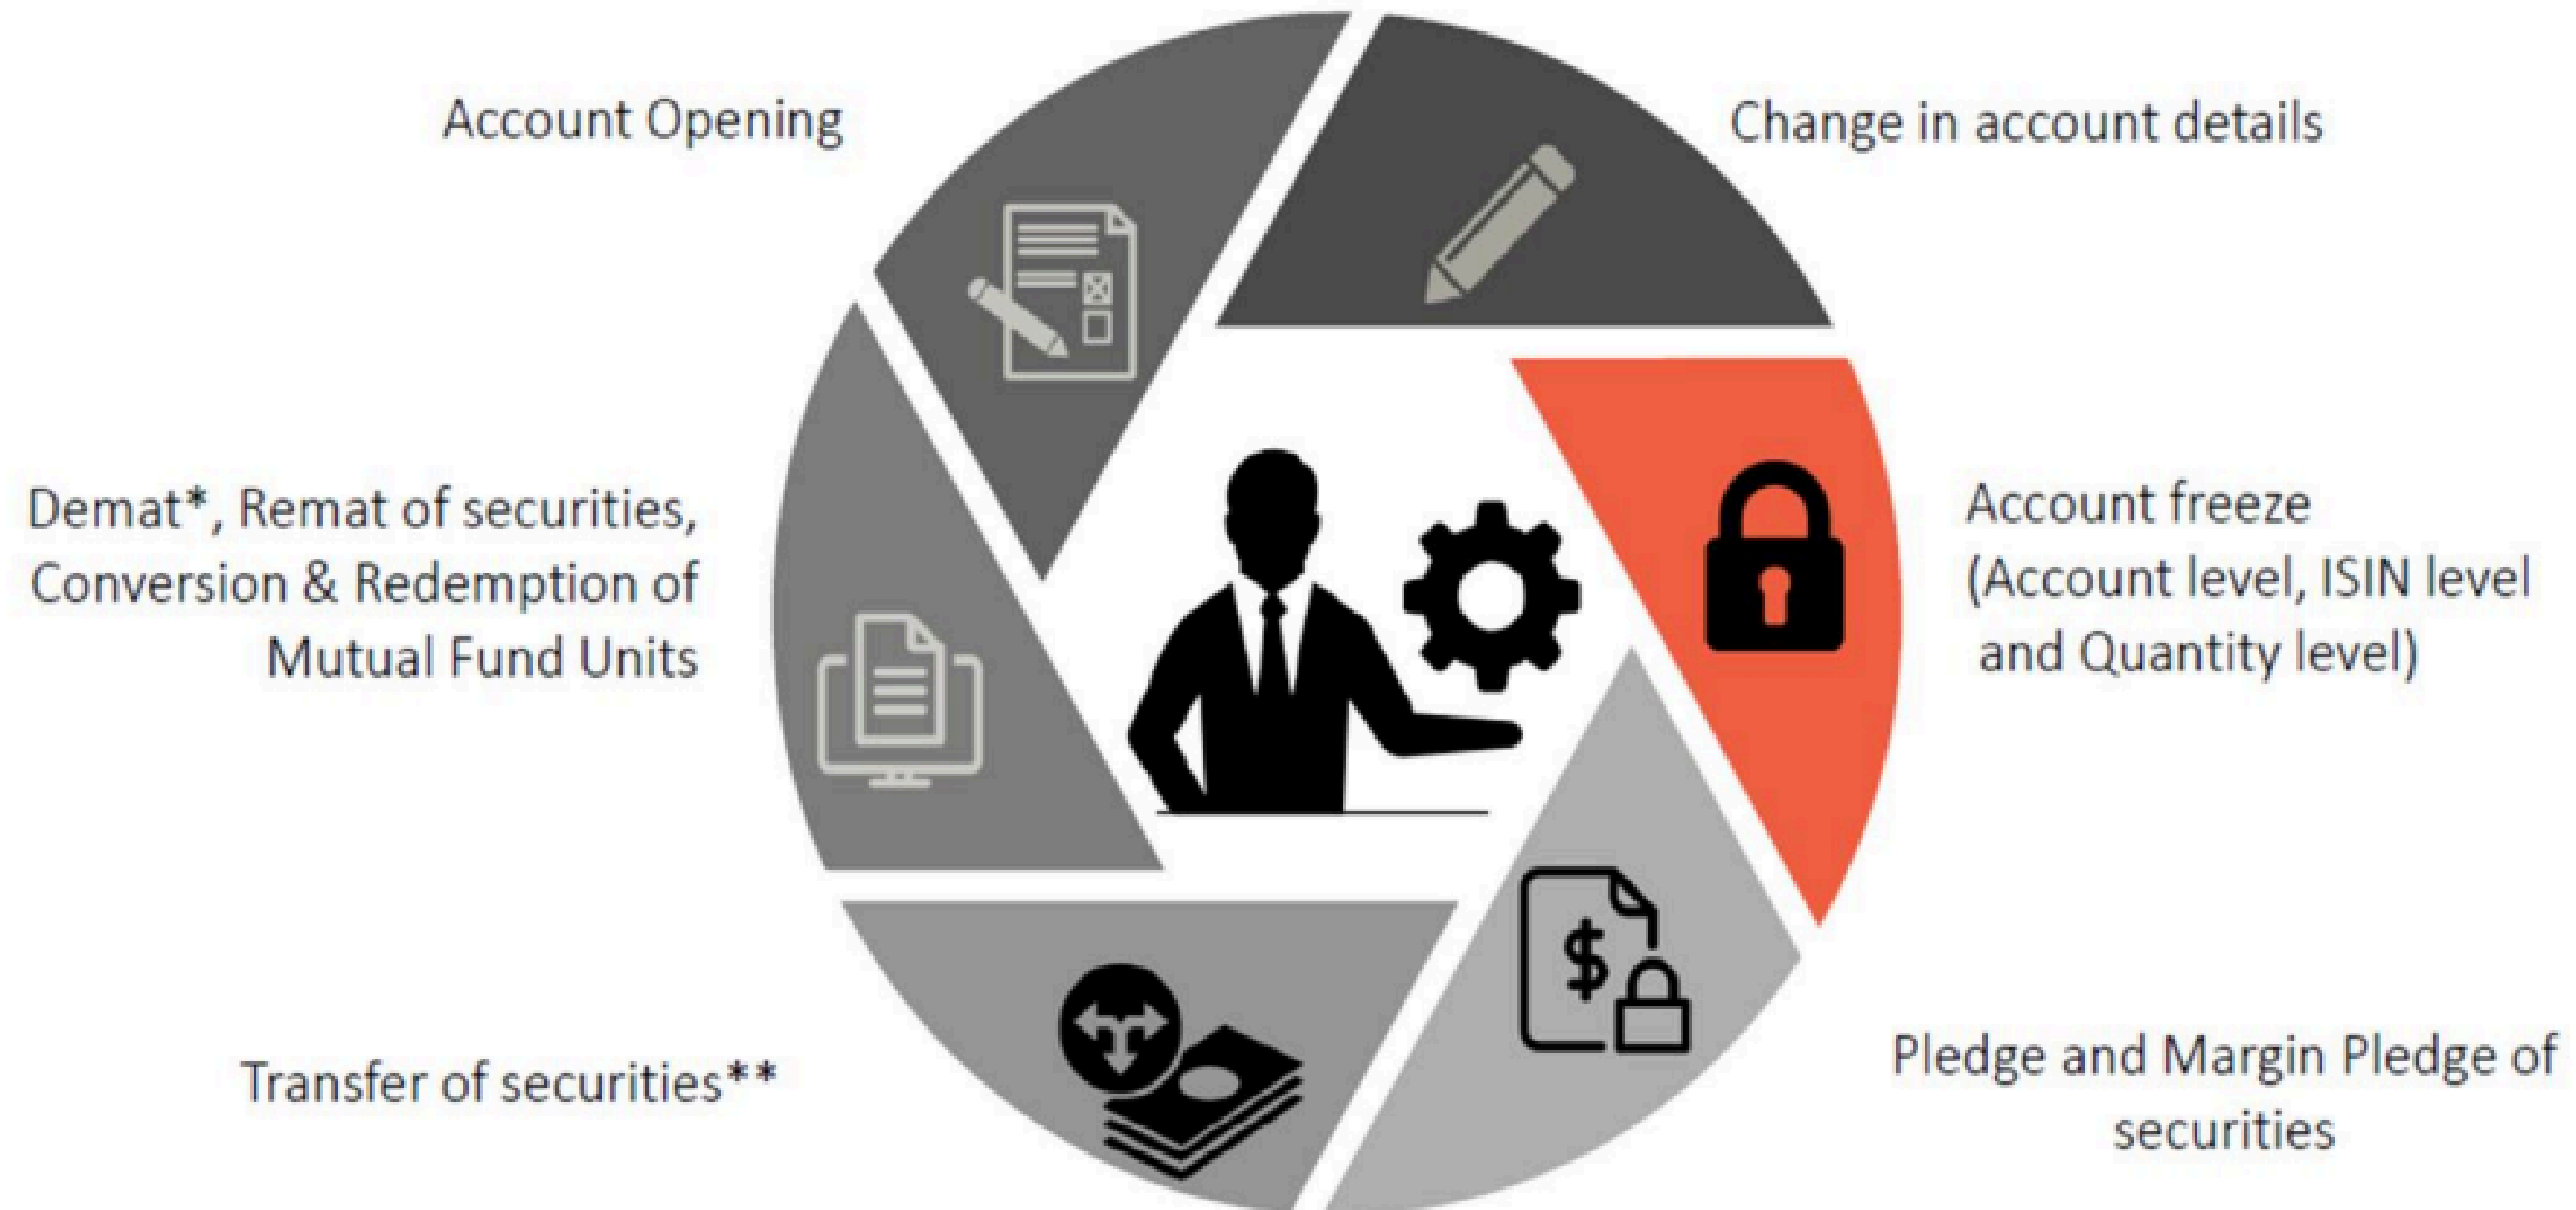 Account Opening
Change in account details
Demat*, Remat of securities,
Conversion & Redemption of
Mutual Fund Units
Account freeze
(Account level, ISIN level
and Quantity level)
Transfer of securities**
Pledge and Margin Pledge of
securities
$